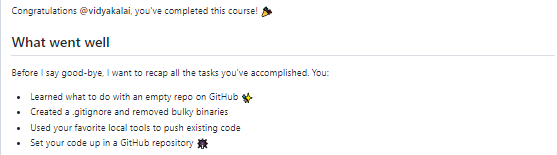 Congratulations @vidyakalai, you've completed this course! 🎉
What went well
Before I say good-bye, I want to recap all the tasks you've accomplished. You:
• Learned what to do with an empty repo on GitHub ✨
• Created a .gitignore and removed bulky binaries
• Used your favorite local tools to push existing code
• Set your code up in a GitHub repository